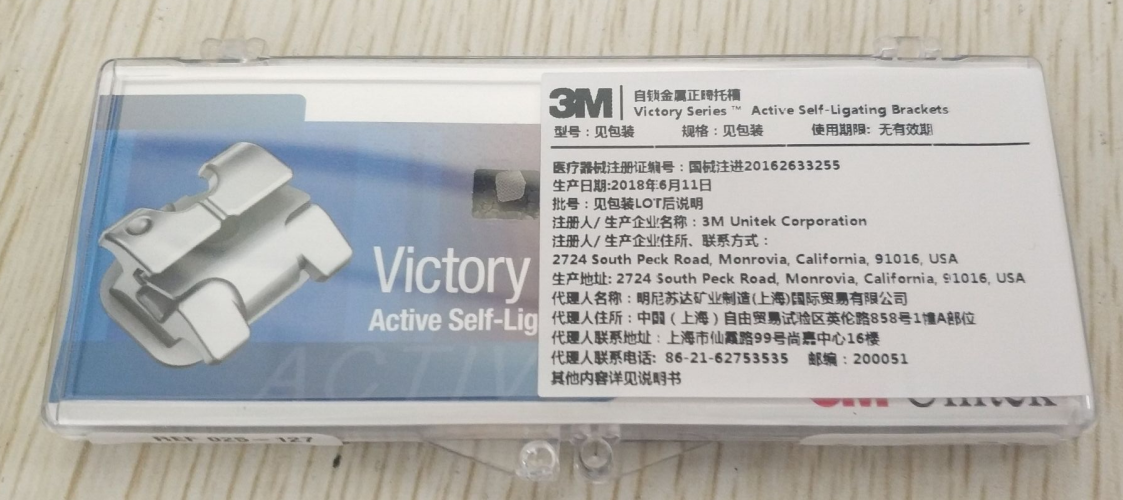 3M
自锁金属正畸托槽
Victory Series™ Active Self-Ligating Brackets
型号：见包装 规格：见包装 使用期限：无有效期
医疗器械注册证编号：国械注进20162633255
生产日期:2018年6月11日
批号：见包装LOT后说明
注册人/ 生产企业名称：3M Unitek Corporation
注册人/ 生产企业住所、联系方式：
2724 South Peck Road, Monrovia, California, 91016, USA
生产地址: 2724 South Peck Road, Monrovia, California, 91016, USA
代理人名称：明尼苏达矿业制造(上海)国际贸易有限公司
代理人住所：中国（上海）自由贸易试验区英伦路858号1幢A部位
代理人联系地址：上海市仙霞路99号尚嘉中心16楼
代理人联系电话: 86-21-62753535 邮编：200051
其他内容详见说明书
Victory
Active Self-Lig
ACTIV
3M Unitek